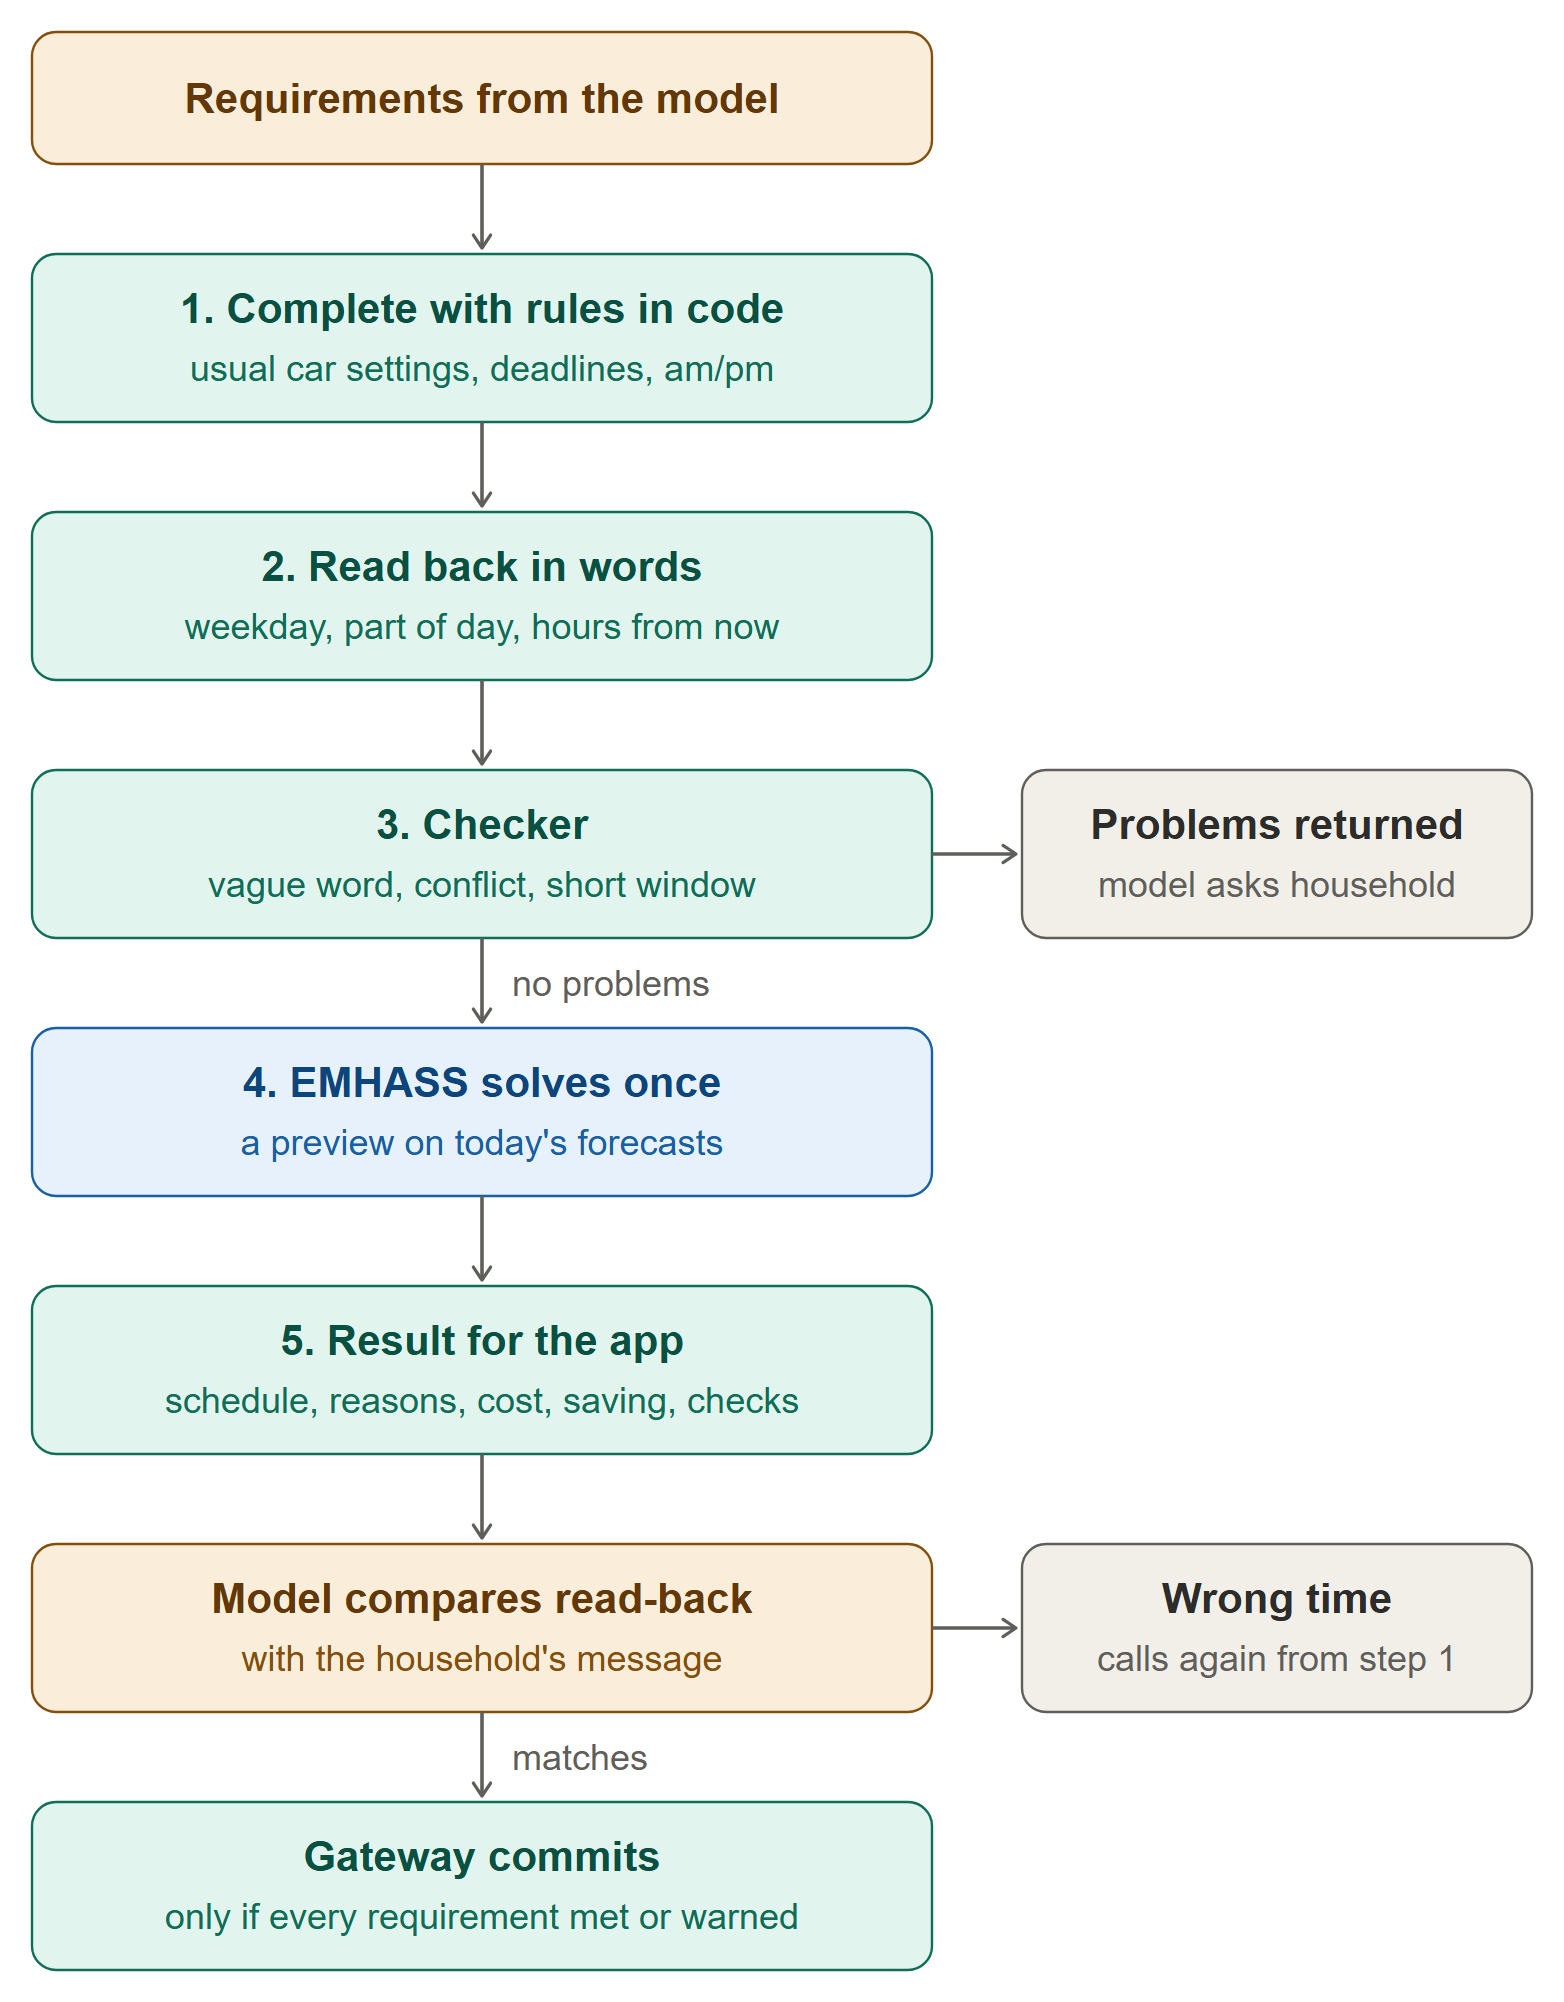 Requirements from the model
1. Complete with rules in code
usual car settings, deadlines, am/pm
2. Read back in words
weekday, part of day, hours from now
3. Checker
vague word, conflict, short window
Problems returned
model asks household
no problems
4. EMHASS solves once
a preview on today's forecasts
5. Result for the app
schedule, reasons, cost, saving, checks
Model compares read-back
with the household's message
Wrong time
calls again from step 1
matches
Gateway commits
only if every requirement met or warned